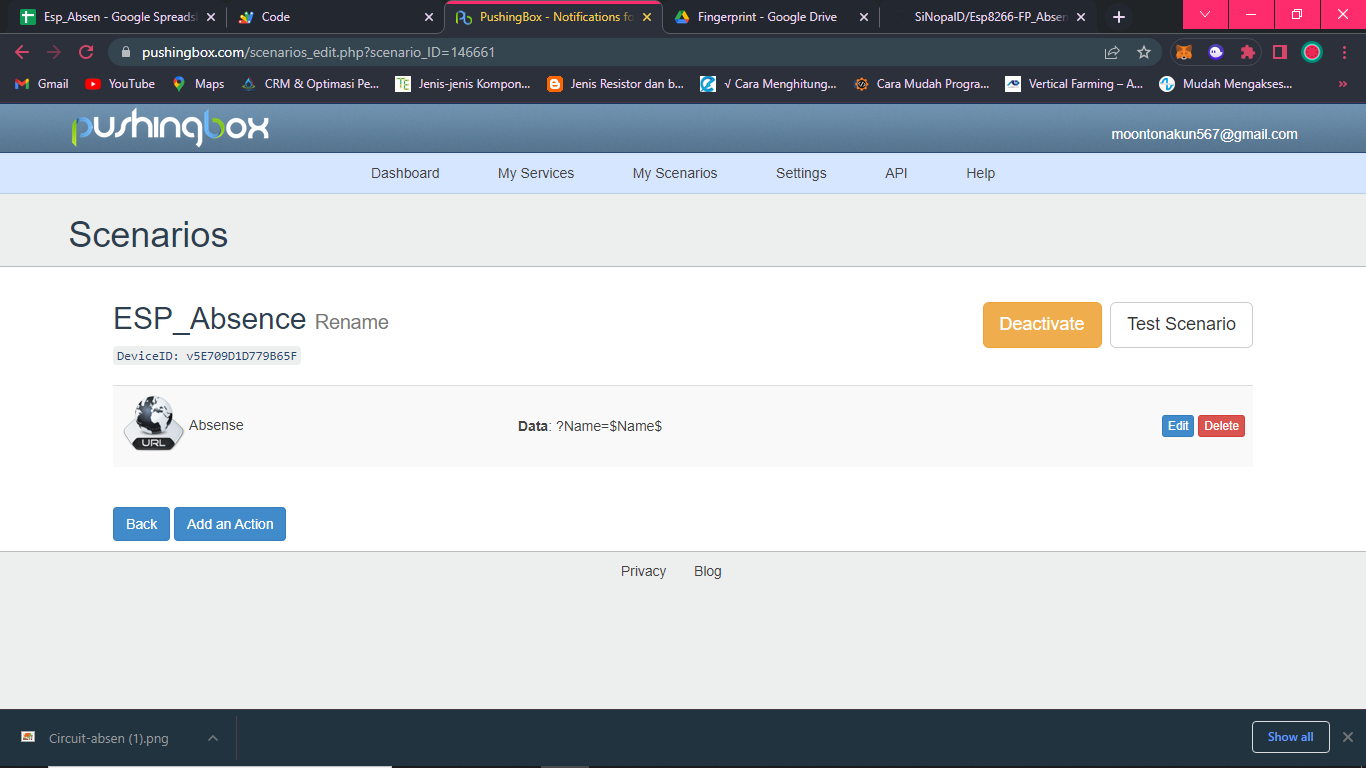 Esp_Absen - Google Spreads
Code
PushingBox - Notifications fo
Fingerprint - Google Drive
SiNopaID/Esp8266-FP_Absen
pushingbox.com/scenarios_edit.php?scenario_ID=146661
Gmail
YouTube
Maps
CRM & Optimasi Pe...
TE
Jenis-jenis Kompon...
Jenis Resistor dan b...
√ Cara Menghitung...
Cara Mudah Progra...
Vertical Farming – A...
Mudah Mengakses...
»
pushingbox
moontonakun567@gmail.com
Dashboard
My Services
My Scenarios
Settings
API
Help
Scenarios
ESP_Absence Rename
Deactivate
Test Scenario
DeviceID: v5E709D1D779B65F
URL
Absense
Data: ?Name=$Name$
Edit
Delete
Back
Add an Action
Privacy
Blog
Circuit-absen (1).png
Show all